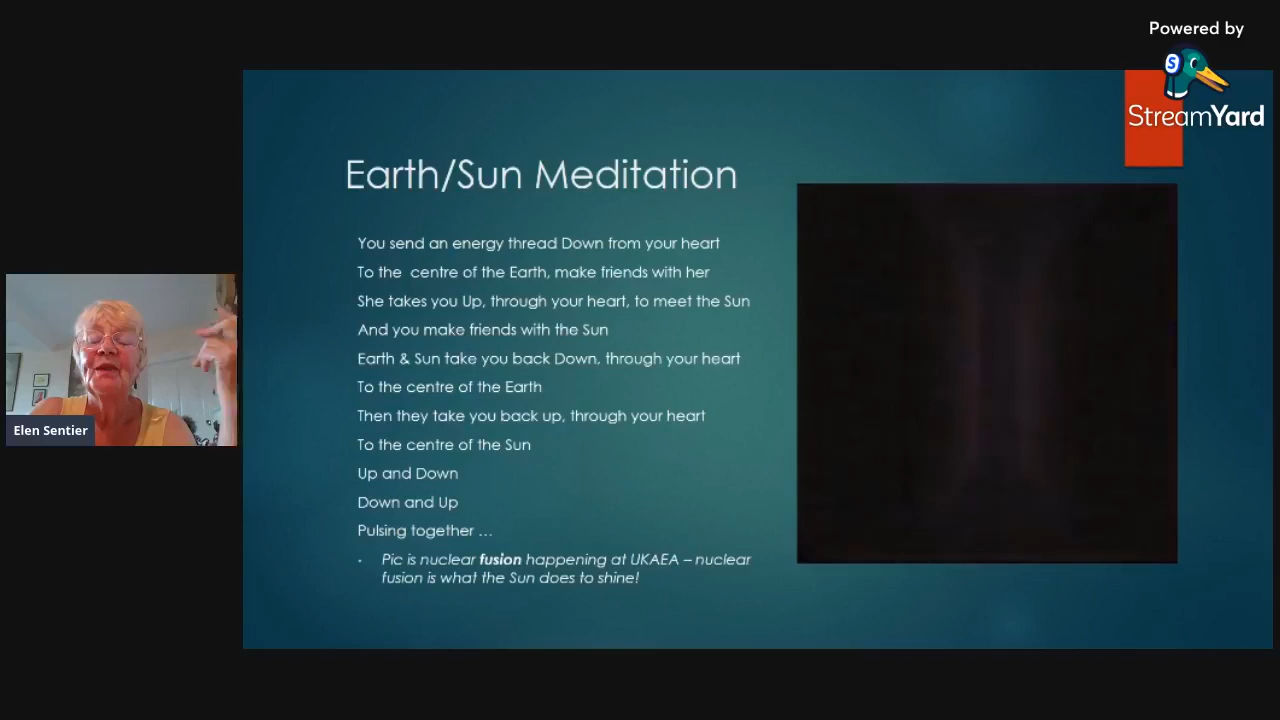 Powered by
S
StreamYard
Earth/Sun Meditation
You send an energy thread Down from your heart
To the centre of the Earth, make friends with her
She takes you Up, through your heart, to meet the Sun
And you make friends with the Sun
Earth & Sun take you back Down, through your heart
To the centre of the Earth
Then they take you back up, through your heart
To the centre of the Sun
Up and Down
Down and Up
Pulsing together …
Pic is nuclear fusion happening at UKAEA – nuclear
fusion is what the Sun does to shine!
Elen Sentier